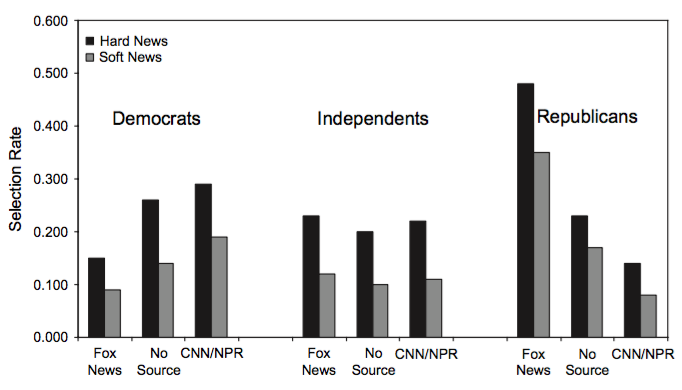 0.600
Hard News
Soft News
0.500
0.400
Democrats
Independents
Republicans
0.300
0.200
0.100
0.000
Selection Rate
Fox
News
No
Source
CNN/NPR
Fox
News
No
Source
CNN/NPR
Fox
News
No
Source
CNN/NPR